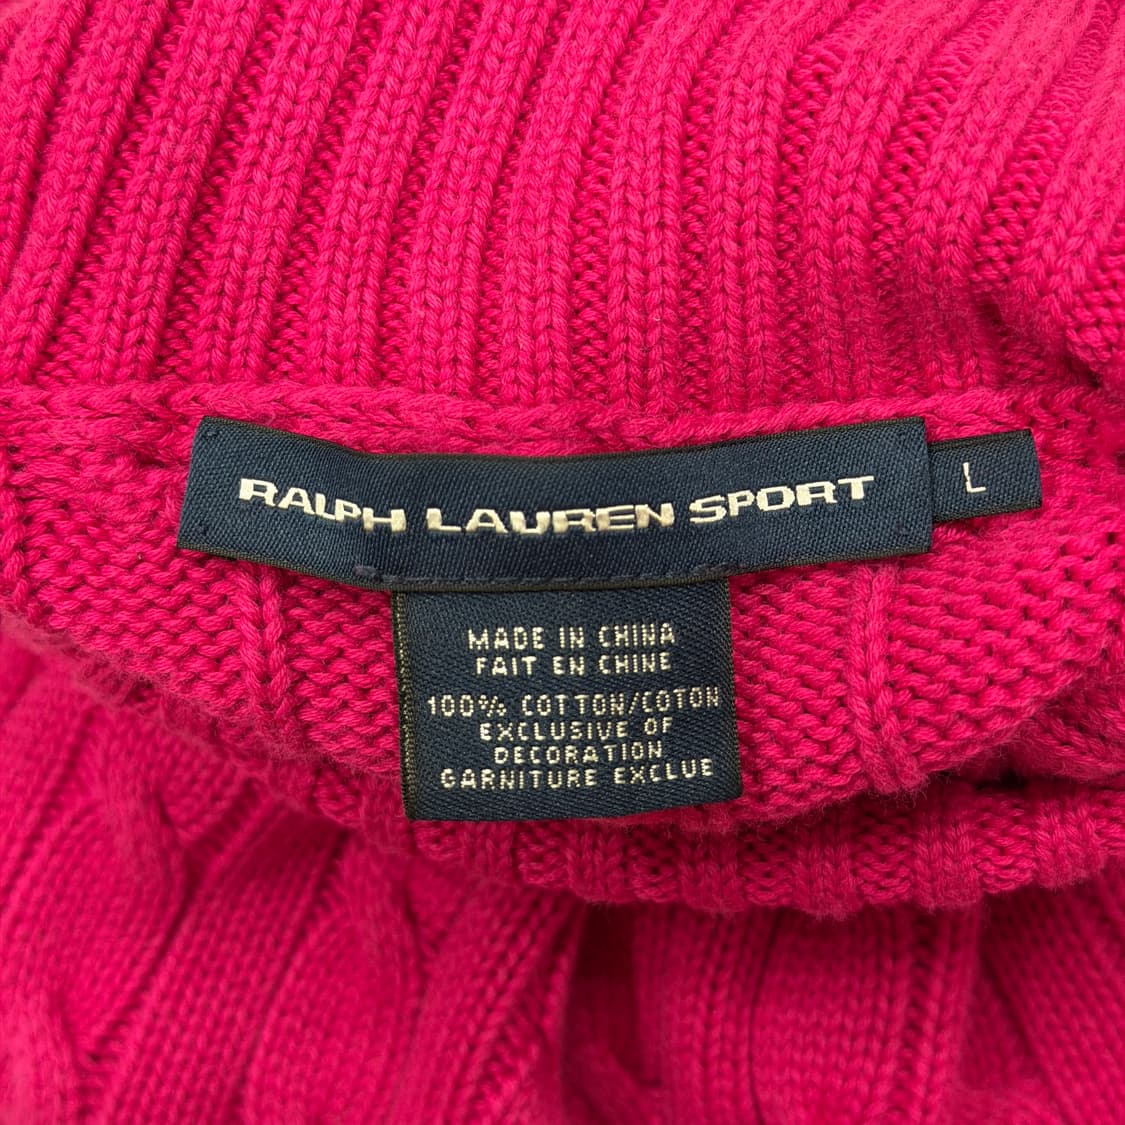 RALPH LAUREN SPORT
L
MADE IN CHINA
FAIT EN CHINE
100% COTTON/COTON
EXCLUSIVE OF
DECORATION
GARNITURE EXCLUE